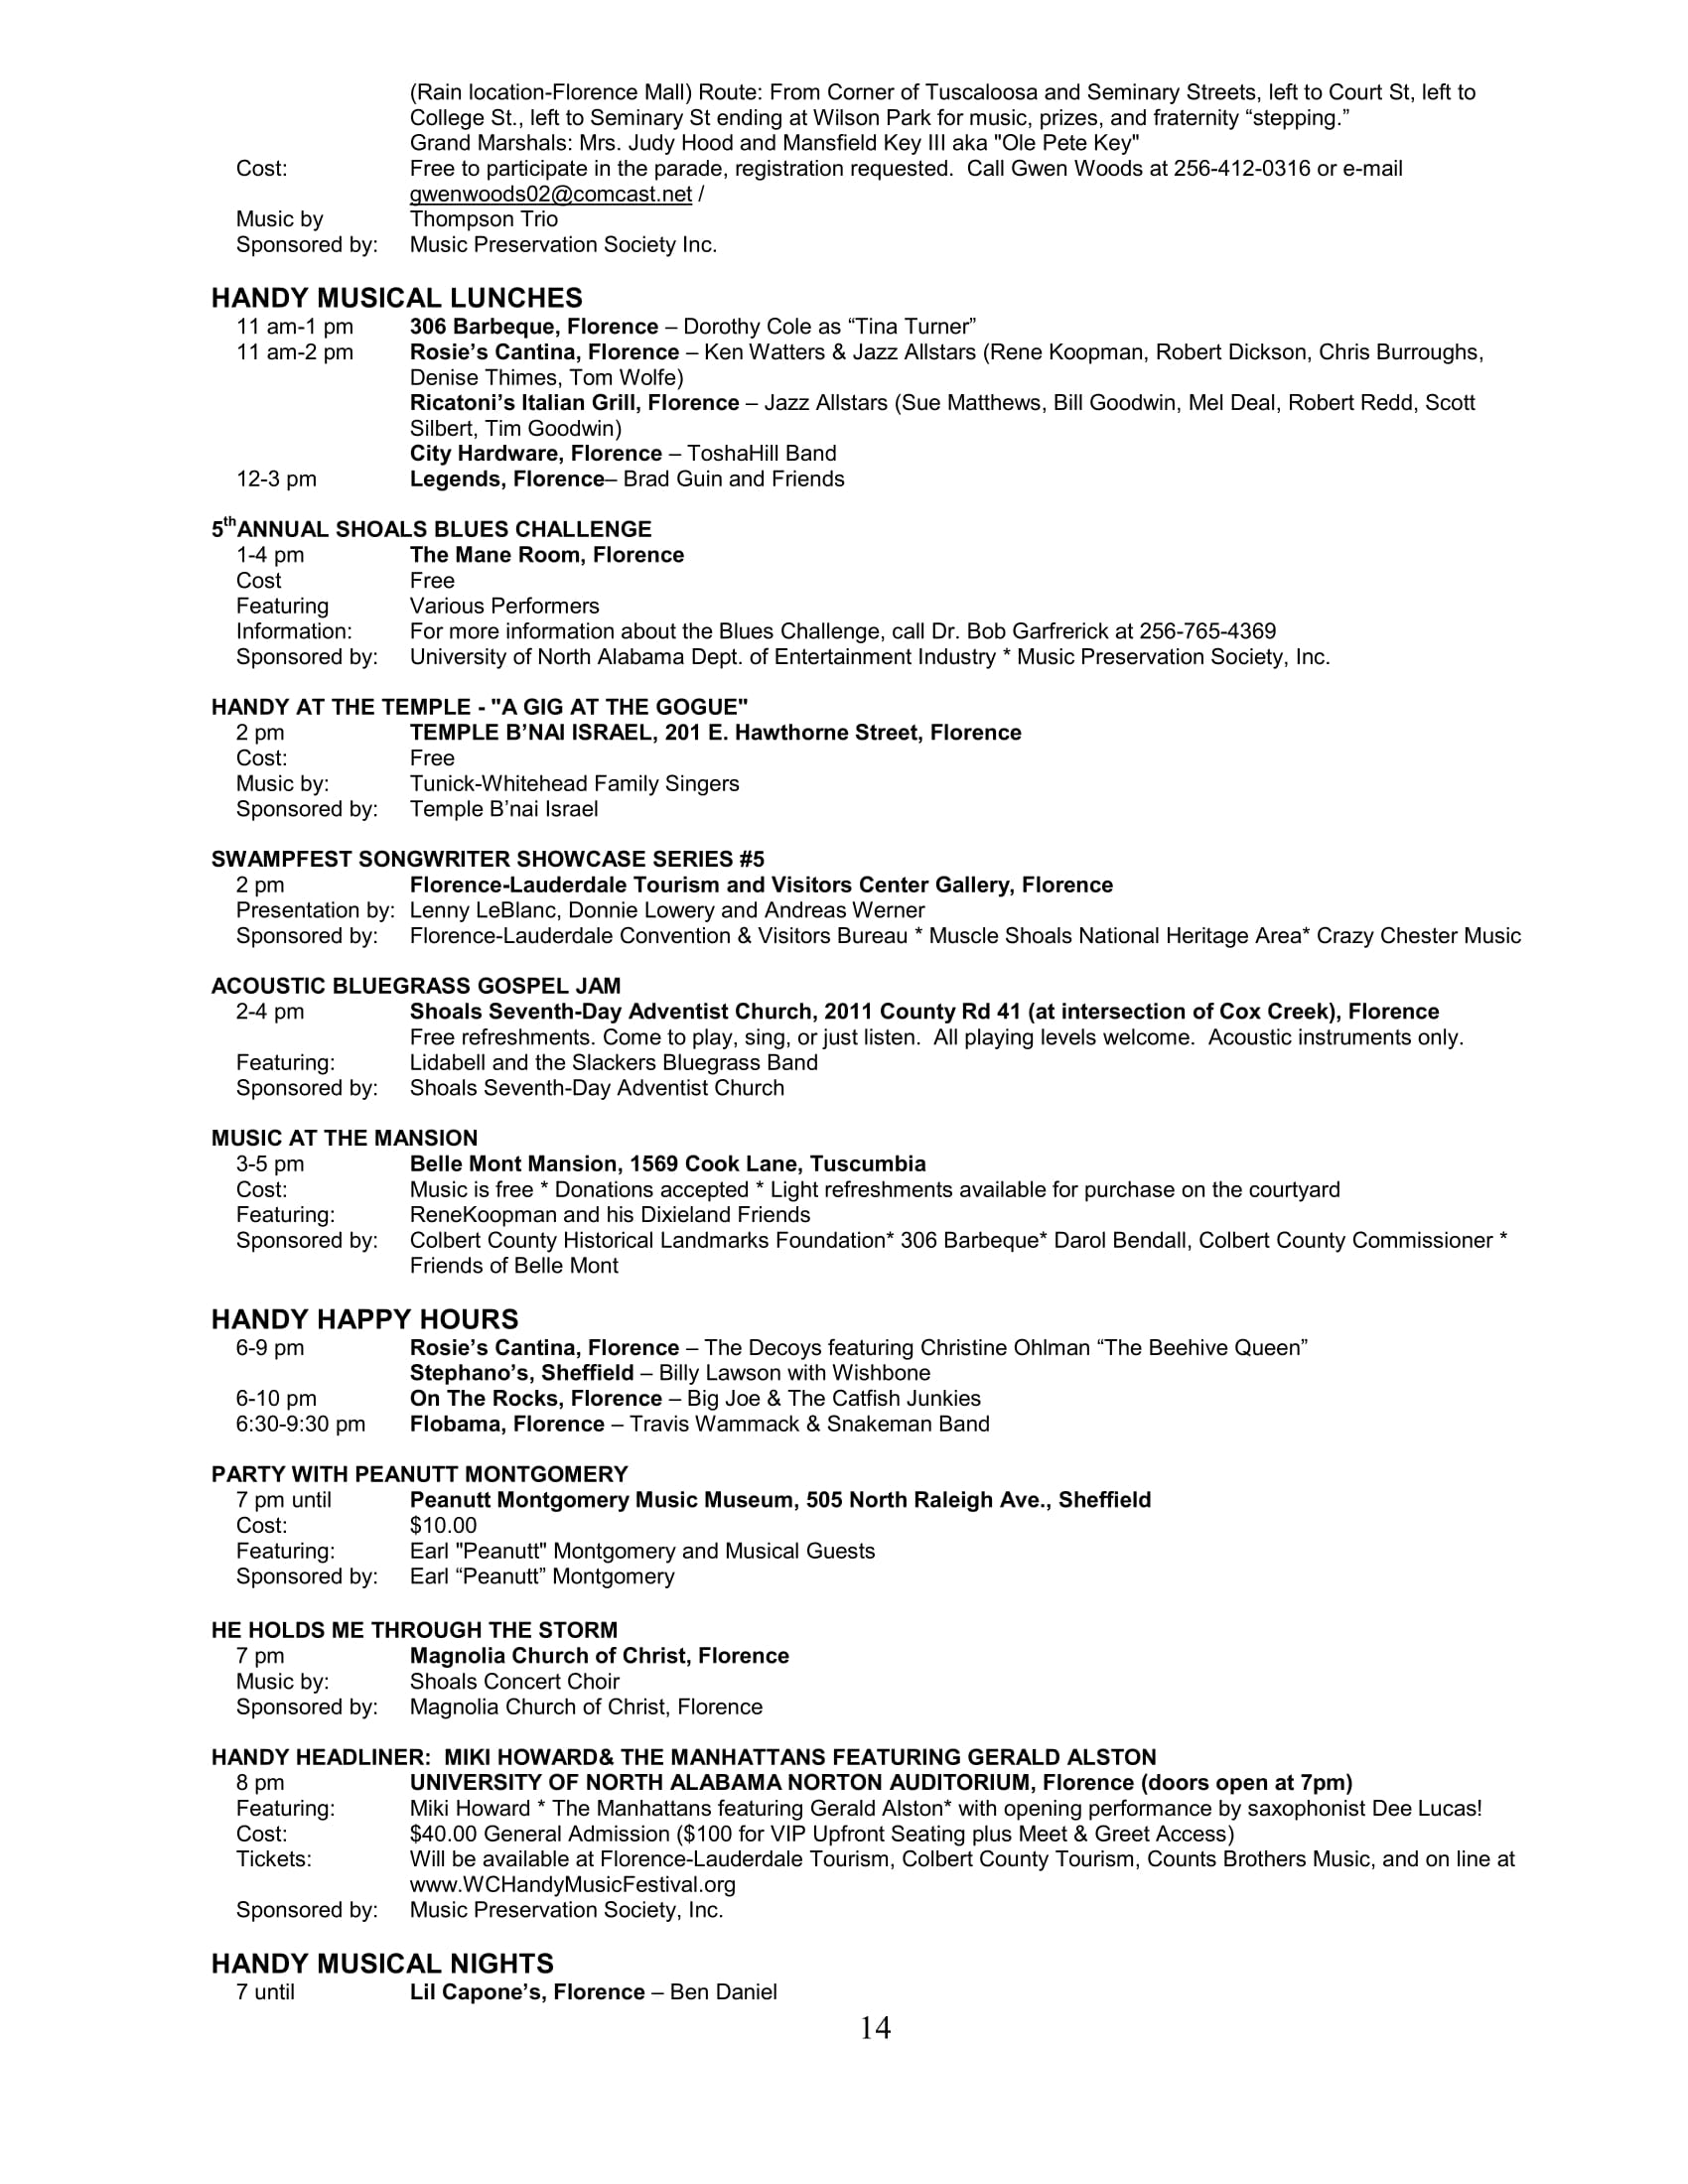 (Rain location-Florence Mall) Route: From Corner of Tuscaloosa and Seminary Streets, left to Court St, left to
College St., left to Seminary St ending at Wilson Park for music, prizes, and fraternity “stepping.”
Grand Marshals: Mrs. Judy Hood and Mansfield Key III aka "Ole Pete Key"
Cost: Free to participate in the parade, registration requested. Call Gwen Woods at 256-412-0316 or e-mail
gwenwoods02@comcast.net /
Music by Thompson Trio
Sponsored by: Music Preservation Society Inc.
HANDY MUSICAL LUNCHES
11 am-1 pm 306 Barbeque, Florence – Dorothy Cole as “Tina Turner”
11 am-2 pm Rosie’s Cantina, Florence – Ken Watters & Jazz Allstars (Rene Koopman, Robert Dickson, Chris Burroughs,
Denise Thimes, Tom Wolfe)
Ricatoni’s Italian Grill, Florence – Jazz Allstars (Sue Matthews, Bill Goodwin, Mel Deal, Robert Redd, Scott
Silbert, Tim Goodwin)
City Hardware, Florence – ToshaHill Band
12-3 pm Legends, Florence– Brad Guin and Friends
5thANNUAL SHOALS BLUES CHALLENGE
1-4 pm The Mane Room, Florence
Cost Free
Featuring Various Performers
Information: For more information about the Blues Challenge, call Dr. Bob Garfrerick at 256-765-4369
Sponsored by: University of North Alabama Dept. of Entertainment Industry * Music Preservation Society, Inc.
HANDY AT THE TEMPLE - "A GIG AT THE GOGUE"
2 pm TEMPLE B’NAI ISRAEL, 201 E. Hawthorne Street, Florence
Cost: Free
Music by: Tunick-Whitehead Family Singers
Sponsored by: Temple B’nai Israel
SWAMPFEST SONGWRITER SHOWCASE SERIES #5
2 pm Florence-Lauderdale Tourism and Visitors Center Gallery, Florence
Presentation by: Lenny LeBlanc, Donnie Lowery and Andreas Werner
Sponsored by: Florence-Lauderdale Convention & Visitors Bureau * Muscle Shoals National Heritage Area* Crazy Chester Music
ACOUSTIC BLUEGRASS GOSPEL JAM
2-4 pm Shoals Seventh-Day Adventist Church, 2011 County Rd 41 (at intersection of Cox Creek), Florence
Free refreshments. Come to play, sing, or just listen. All playing levels welcome. Acoustic instruments only.
Featuring: Lidabell and the Slackers Bluegrass Band
Sponsored by: Shoals Seventh-Day Adventist Church
MUSIC AT THE MANSION
3-5 pm Belle Mont Mansion, 1569 Cook Lane, Tuscumbia
Cost: Music is free * Donations accepted * Light refreshments available for purchase on the courtyard
Featuring: ReneKoopman and his Dixieland Friends
Sponsored by: Colbert County Historical Landmarks Foundation* 306 Barbeque* Darol Bendall, Colbert County Commissioner *
Friends of Belle Mont
HANDY HAPPY HOURS
6-9 pm Rosie’s Cantina, Florence – The Decoys featuring Christine Ohlman “The Beehive Queen”
Stephano’s, Sheffield – Billy Lawson with Wishbone
6-10 pm On The Rocks, Florence – Big Joe & The Catfish Junkies
6:30-9:30 pm Flobama, Florence – Travis Wammack & Snakeman Band
PARTY WITH PEANUTT MONTGOMERY
7 pm until Peanutt Montgomery Music Museum, 505 North Raleigh Ave., Sheffield
Cost: $10.00
Featuring: Earl "Peanutt" Montgomery and Musical Guests
Sponsored by: Earl “Peanutt” Montgomery
HE HOLDS ME THROUGH THE STORM
7 pm Magnolia Church of Christ, Florence
Music by: Shoals Concert Choir
Sponsored by: Magnolia Church of Christ, Florence
HANDY HEADLINER: MIKI HOWARD& THE MANHATTANS FEATURING GERALD ALSTON
8 pm UNIVERSITY OF NORTH ALABAMA NORTON AUDITORIUM, Florence (doors open at 7pm)
Featuring: Miki Howard * The Manhattans featuring Gerald Alston* with opening performance by saxophonist Dee Lucas!
Cost: $40.00 General Admission ($100 for VIP Upfront Seating plus Meet & Greet Access)
Tickets: Will be available at Florence-Lauderdale Tourism, Colbert County Tourism, Counts Brothers Music, and on line at
www.WCHandyMusicFestival.org
Sponsored by: Music Preservation Society, Inc.
HANDY MUSICAL NIGHTS
7 until Lil Capone’s, Florence – Ben Daniel
14